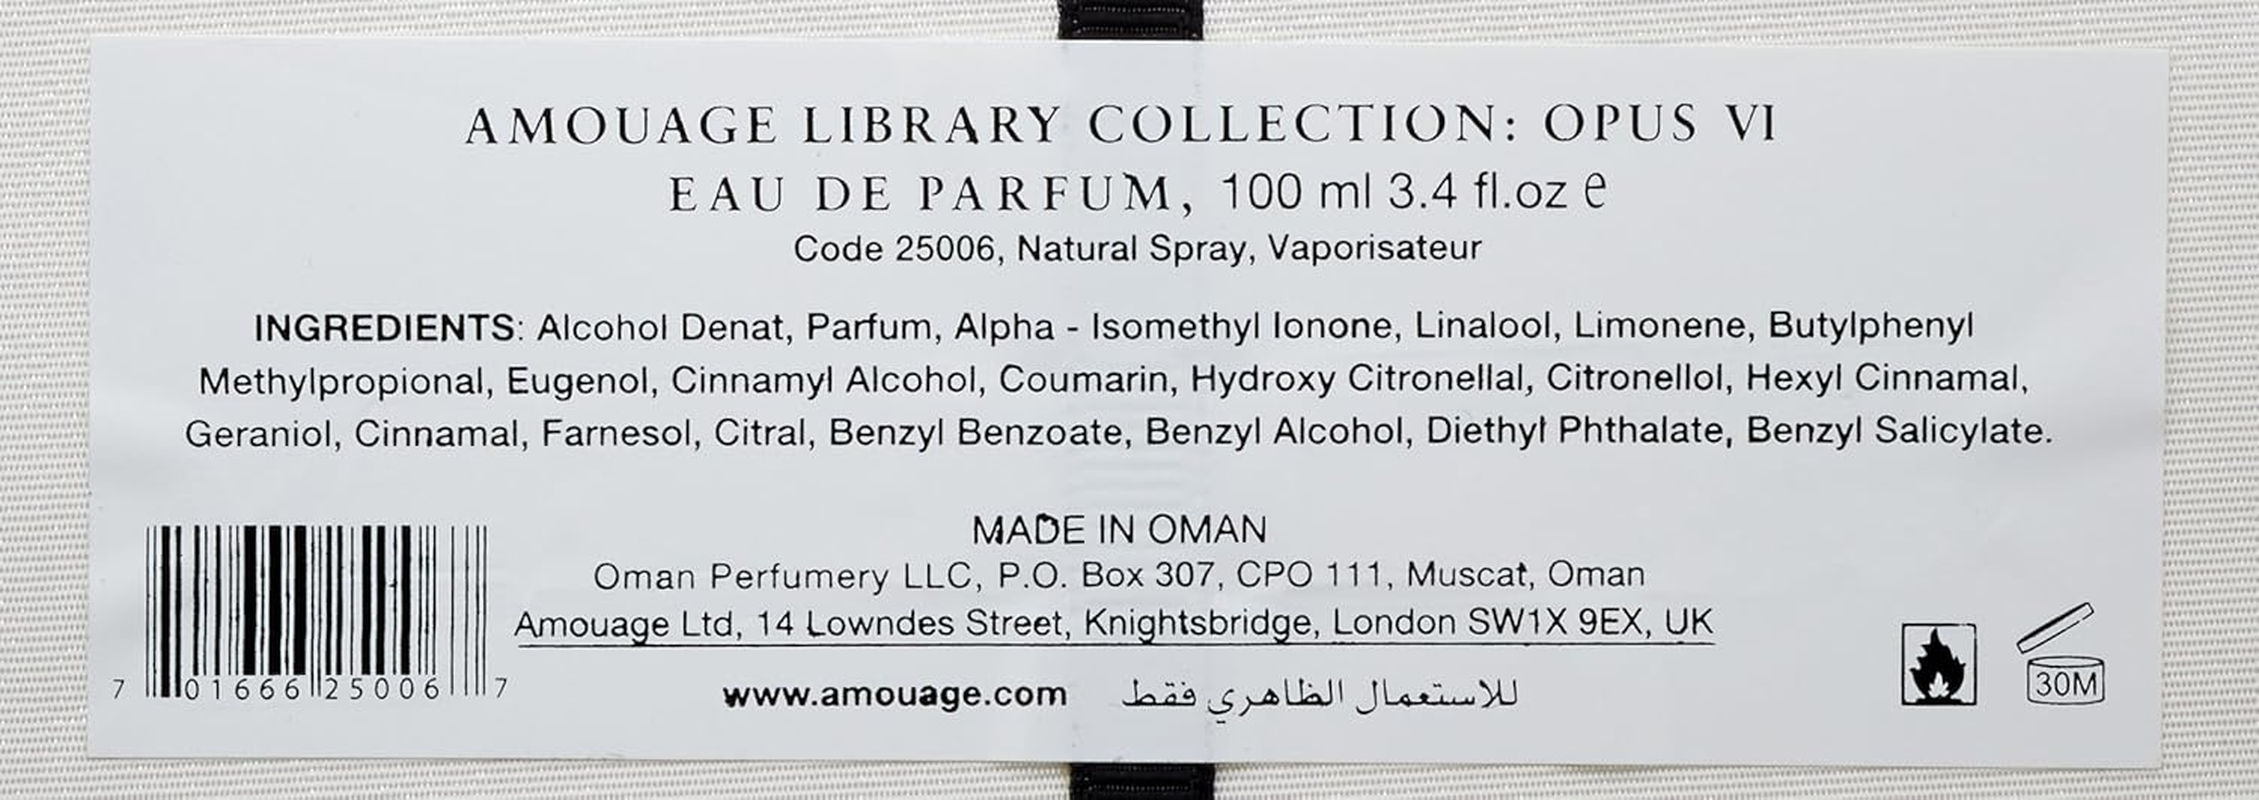 AMOUAGE LIBRARY COLLECTION: OPUS VI
EAU DE PARFUM, 100 ml 3.4 fl.oz e
Code 25006, Natural Spray, Vaporisateur
INGREDIENTS: Alcohol Denat, Parfum, Alpha - Isomethyl Ionone, Linalool, Limonene, Butylphenyl
Methylpropional, Eugenol, Cinnamyl Alcohol, Coumarin, Hydroxy Citronellal, Citronellol, Hexyl Cinnamal,
Geraniol, Cinnamal, Farnesol, Citral, Benzyl Benzoate, Benzyl Alcohol, Diethyl Phthalate, Benzyl Salicylate.
MADE IN OMAN
Oman Perfumery LLC, P.O. Box 307, CPO 111, Muscat, Oman
Amouage Ltd, 14 Lowndes Street, Knightsbridge, London SW1X 9EX, UK
7 01666 25006 7
www.amouage.com للاستعمال الظاهري فقط
30M